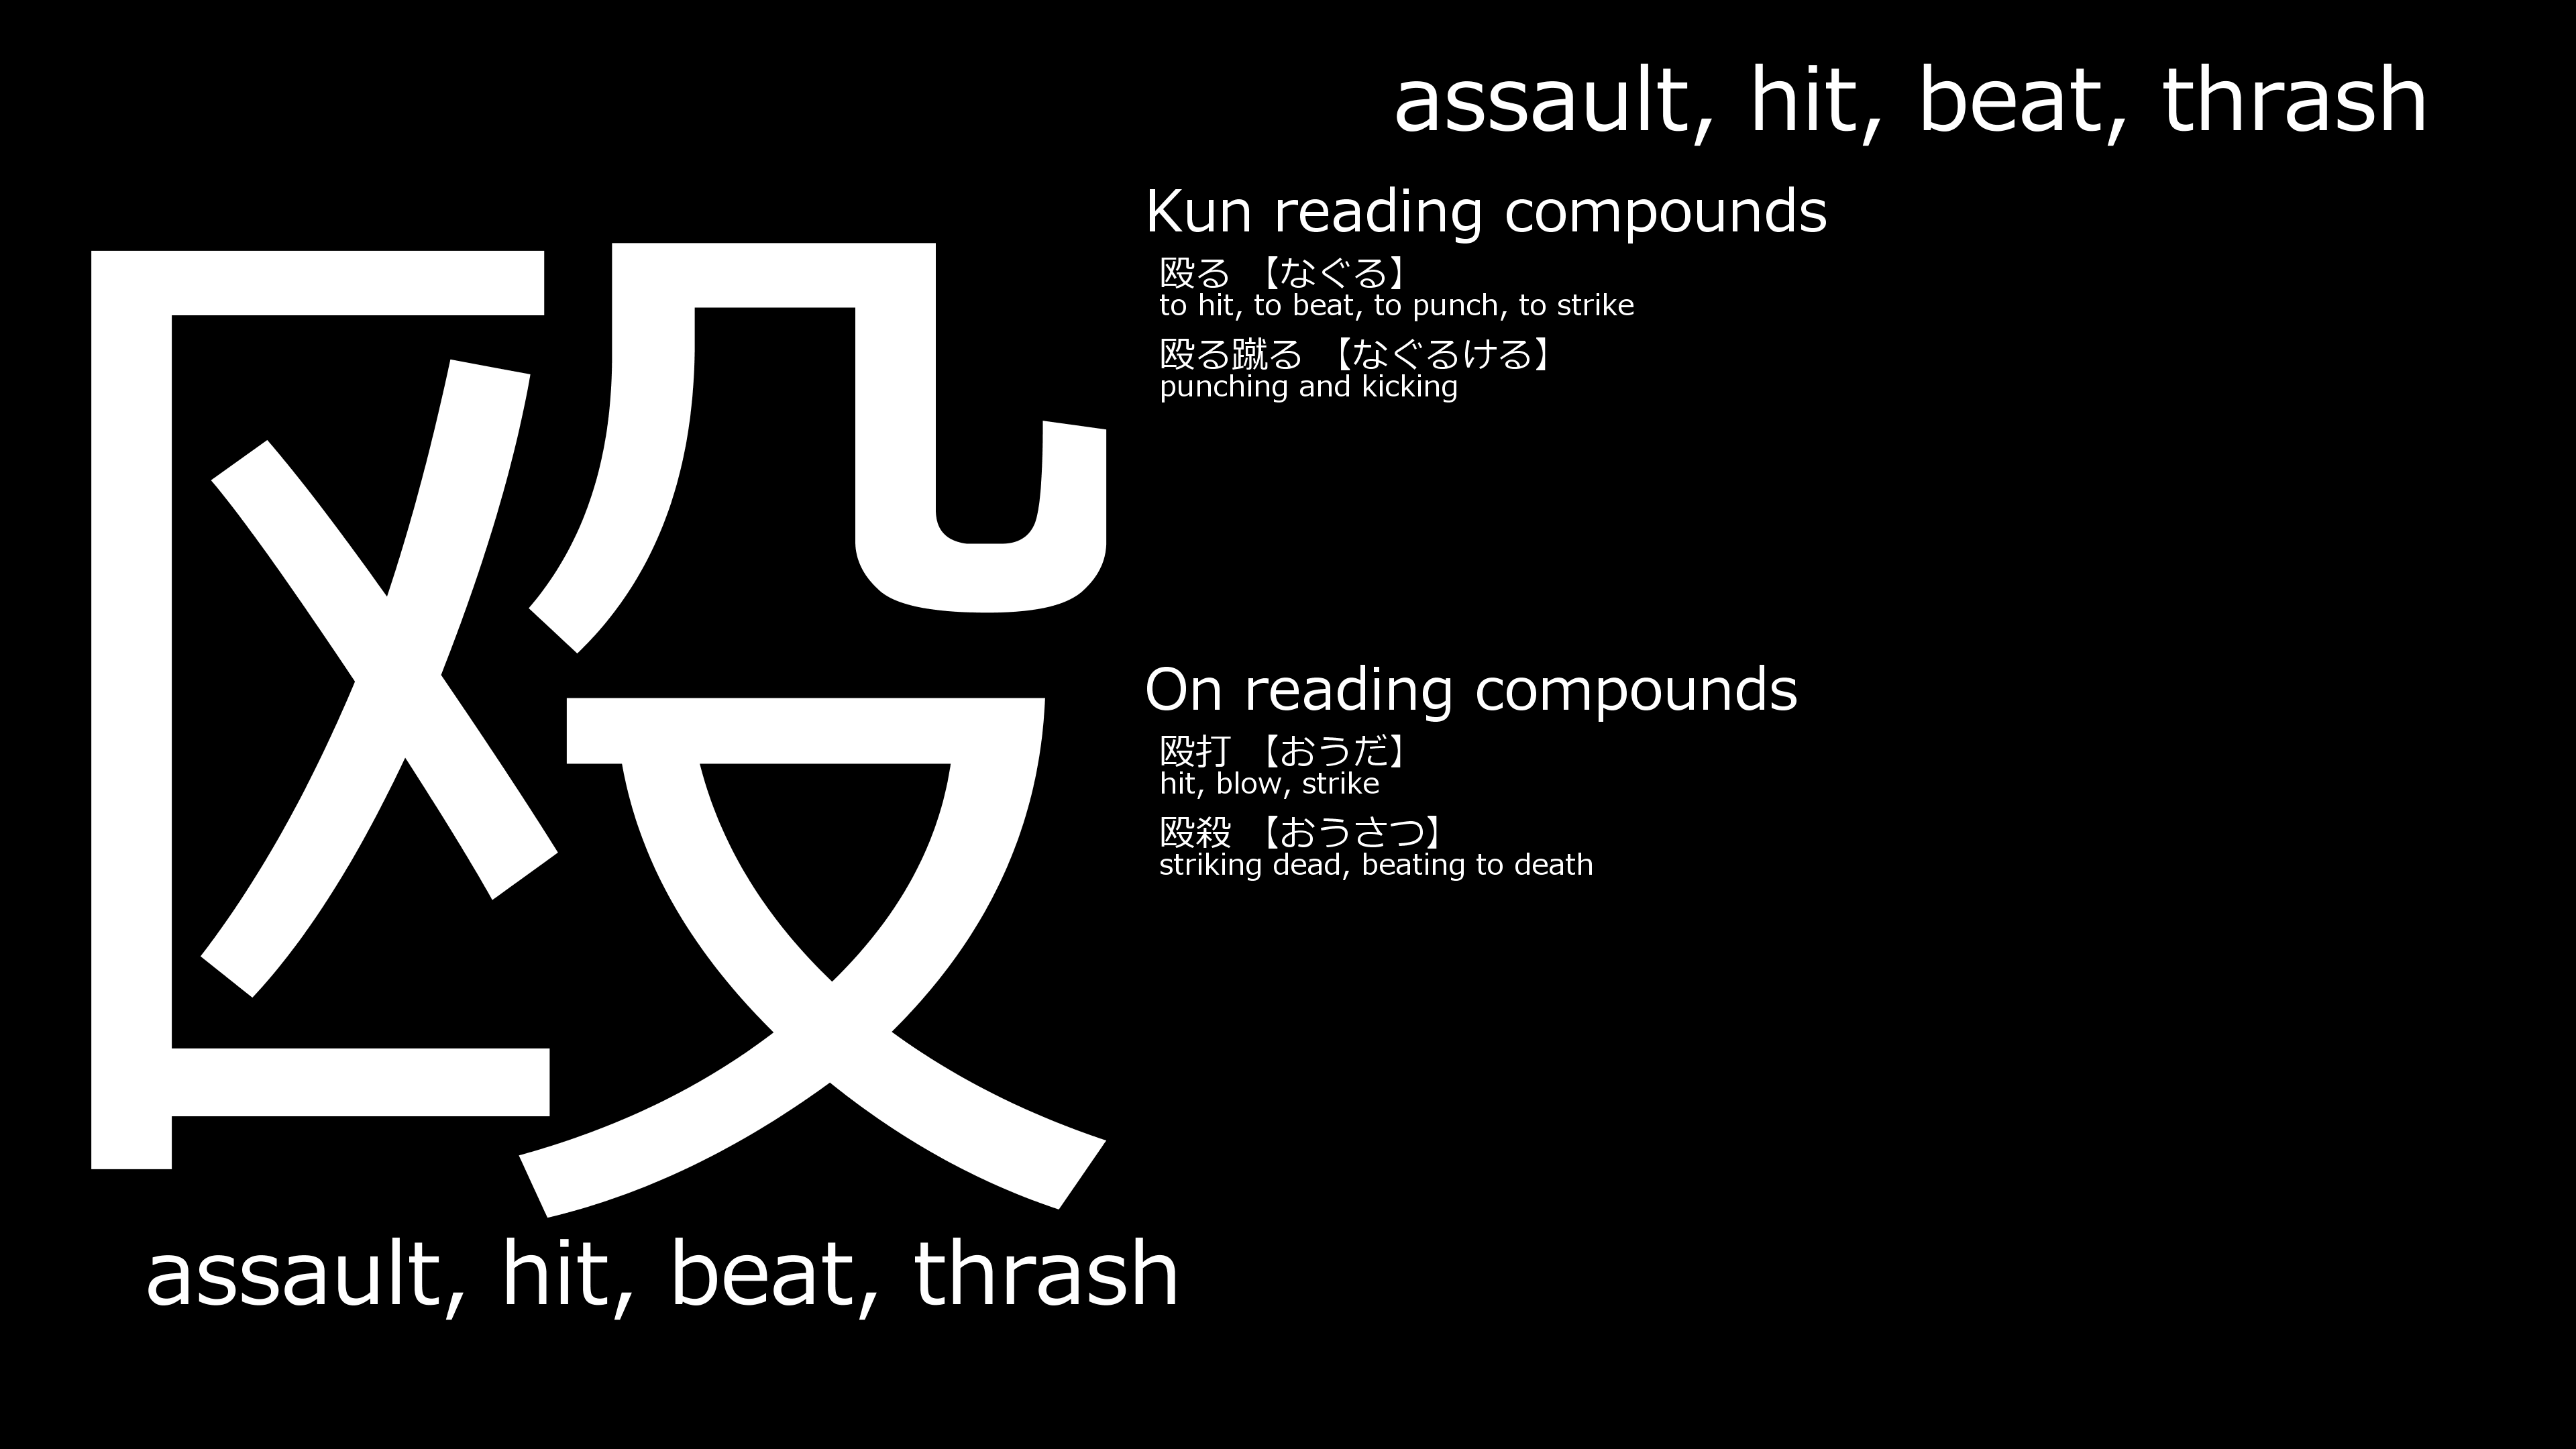 assault, hit, beat, thrash
殴
Kun reading compounds
殴る 【なぐる】
to hit, to beat, to punch, to strike
殴る蹴る 【なぐるける】
punching and kicking
On reading compounds
殴打 【おうだ】
hit, blow, strike
殴殺 【おうさつ】
striking dead, beating to death
assault, hit, beat, thrash